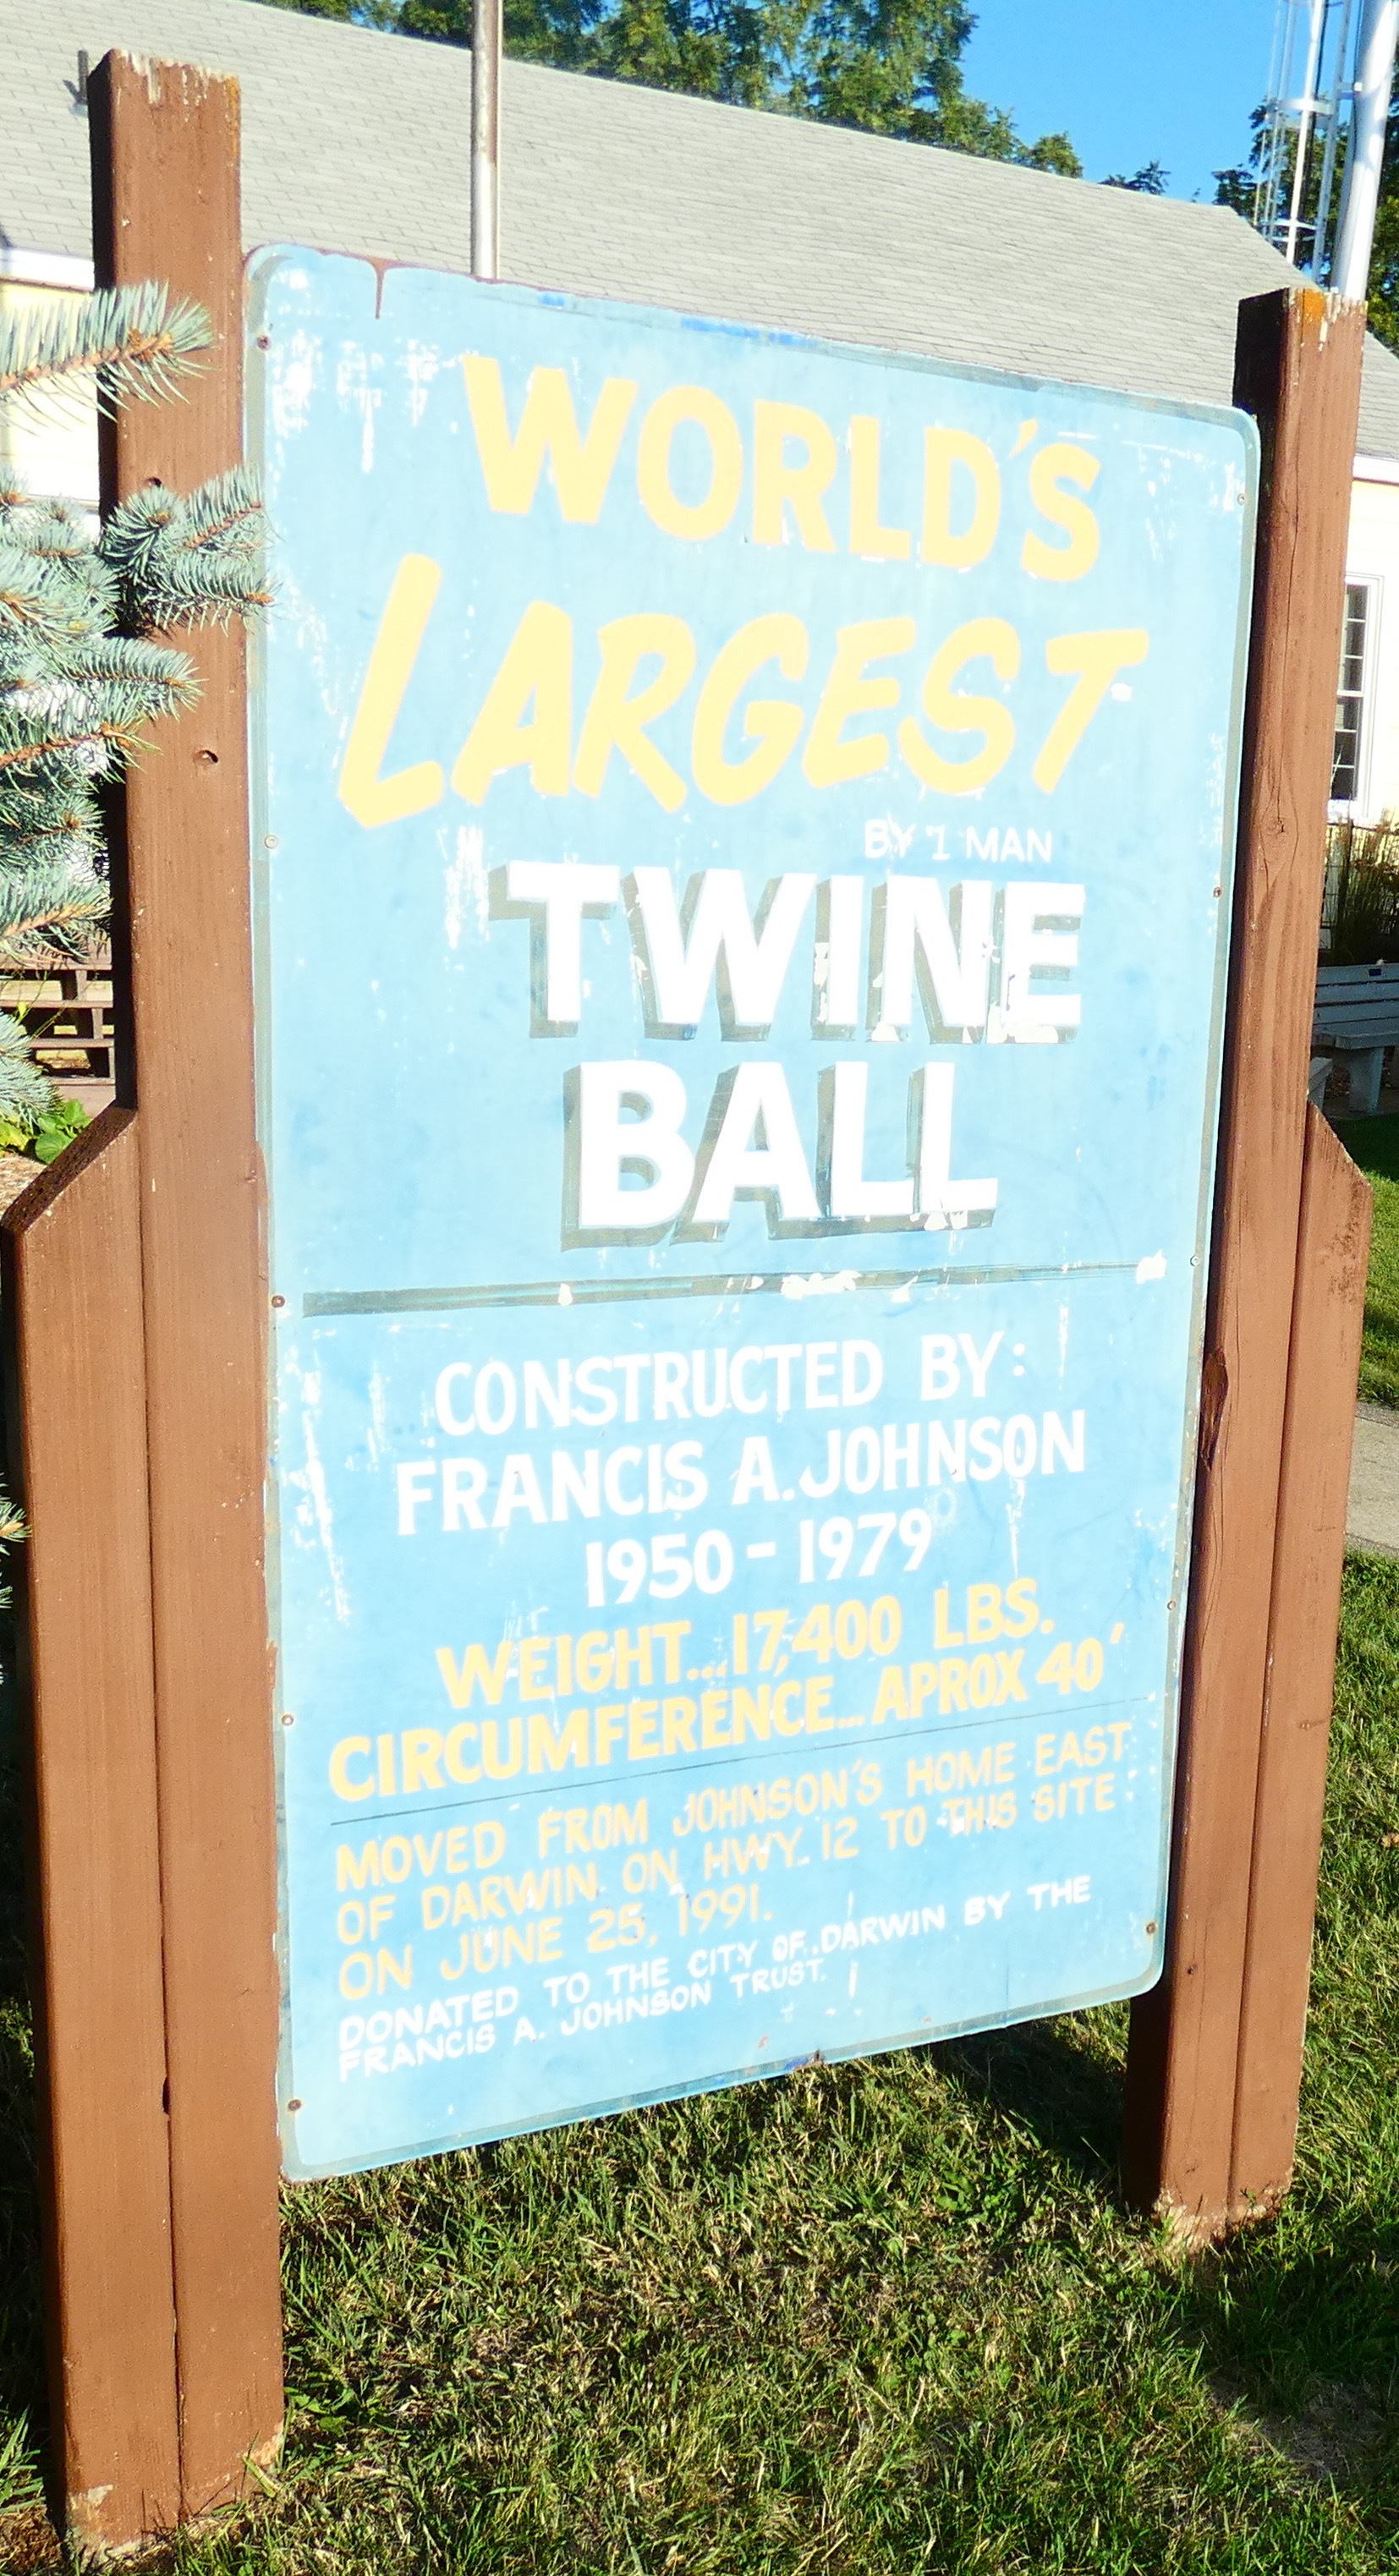 WORLD'S
LARGEST
BY 1 MAN
TWINE
BALL
CONSTRUCTED BY:
FRANCIS A. JOHNSON
1950 - 1979
WEIGHT... 17,400 LBS.
CIRCUMFERENCE... APROX 40'
MOVED FROM JOHNSON'S HOME EAST
OF DARWIN ON HWY. 12 TO THIS SITE
ON JUNE 25, 1991.
DONATED TO THE CITY OF DARWIN BY THE
FRANCIS A. JOHNSON TRUST.